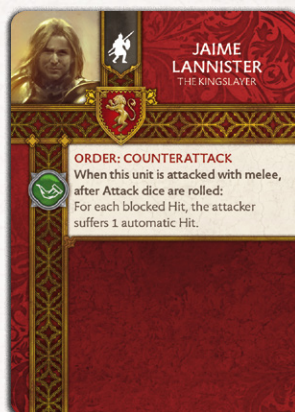 JAIME
LANNISTER
THE KINGSLAYER
ORDER: COUNTERATTACK
When this unit is attacked with melee,
after Attack dice are rolled:
For each blocked Hit, the attacker
suffers 1 automatic Hit.